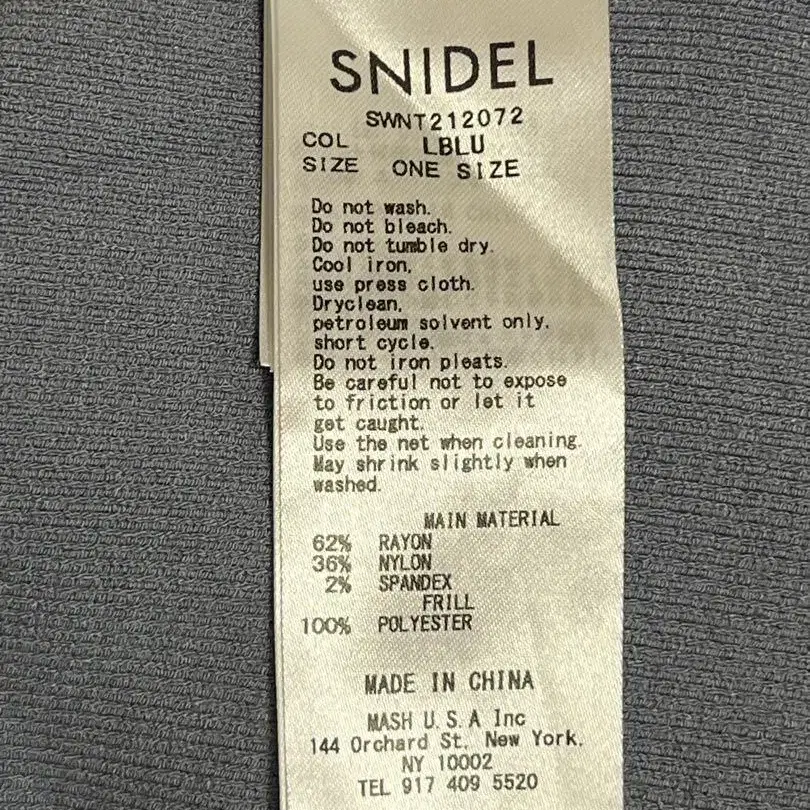 SNIDEL
SWNT212072
COL LBLU
SIZE ONE SIZE
Do not wash.
Do not bleach.
Do not tumble dry.
Cool iron,
use press cloth.
Dryclean,
petroleum solvent only,
short cycle.
Do not iron pleats.
Be careful not to expose
to friction or let it
get caught.
Use the net when cleaning.
May shrink slightly when
washed.
MAIN MATERIAL
62% RAYON
36% NYLON
2% SPANDEX
FRILL
100% POLYESTER
MADE IN CHINA
MASH U.S.A Inc
144 Orchard St. New York.
NY 10002
TEL 917 409 5520